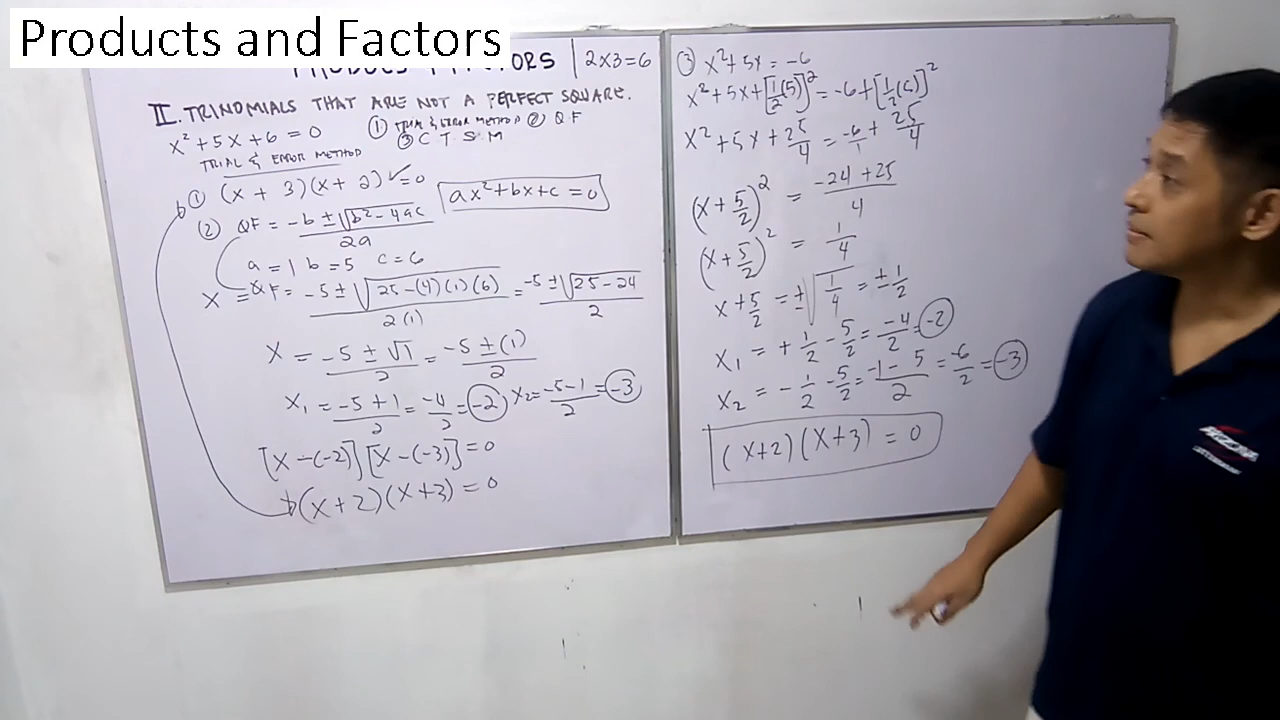 Products and Factors
2x3=6
II. TRINOMIALS THAT ARE NOT A PERFECT SQUARE.
x²+5x+6=0
① TRIAL & ERROR METHOD ② QF
③ C T S M
TRIAL & ERROR METHOD
① (x+3)(x+2)=0 ✓
ax²+bx+c=0
② QF = -b±√(b²-4ac) / 2a
a=1 b=5 c=6
x = QF = -5±√(25-(4)(1)(6)) / 2(1) = -5±√(25-24) / 2
x = -5±√1 / 2 = -5±(1) / 2
x₁ = -5+1 / 2 = -4/2 = -2 x₂ = -5-1 / 2 = -3
[x-(-2)][x-(-3)]=0
(x+2)(x+3)=0
③ x²+5x=-6
x²+5x+[1/2(5)]²=-6+[1/2(5)]²
x²+5x+25/4=-6/1+25/4
(x+5/2)² = -24+25 / 4
(x+5/2)² = 1/4
x+5/2=±√(1/4)=±1/2
x₁ = +1/2-5/2=-4/2=-2
x₂ = -1/2-5/2=-1-5 / 2=-6/2=-3
(x+2)(x+3)=0